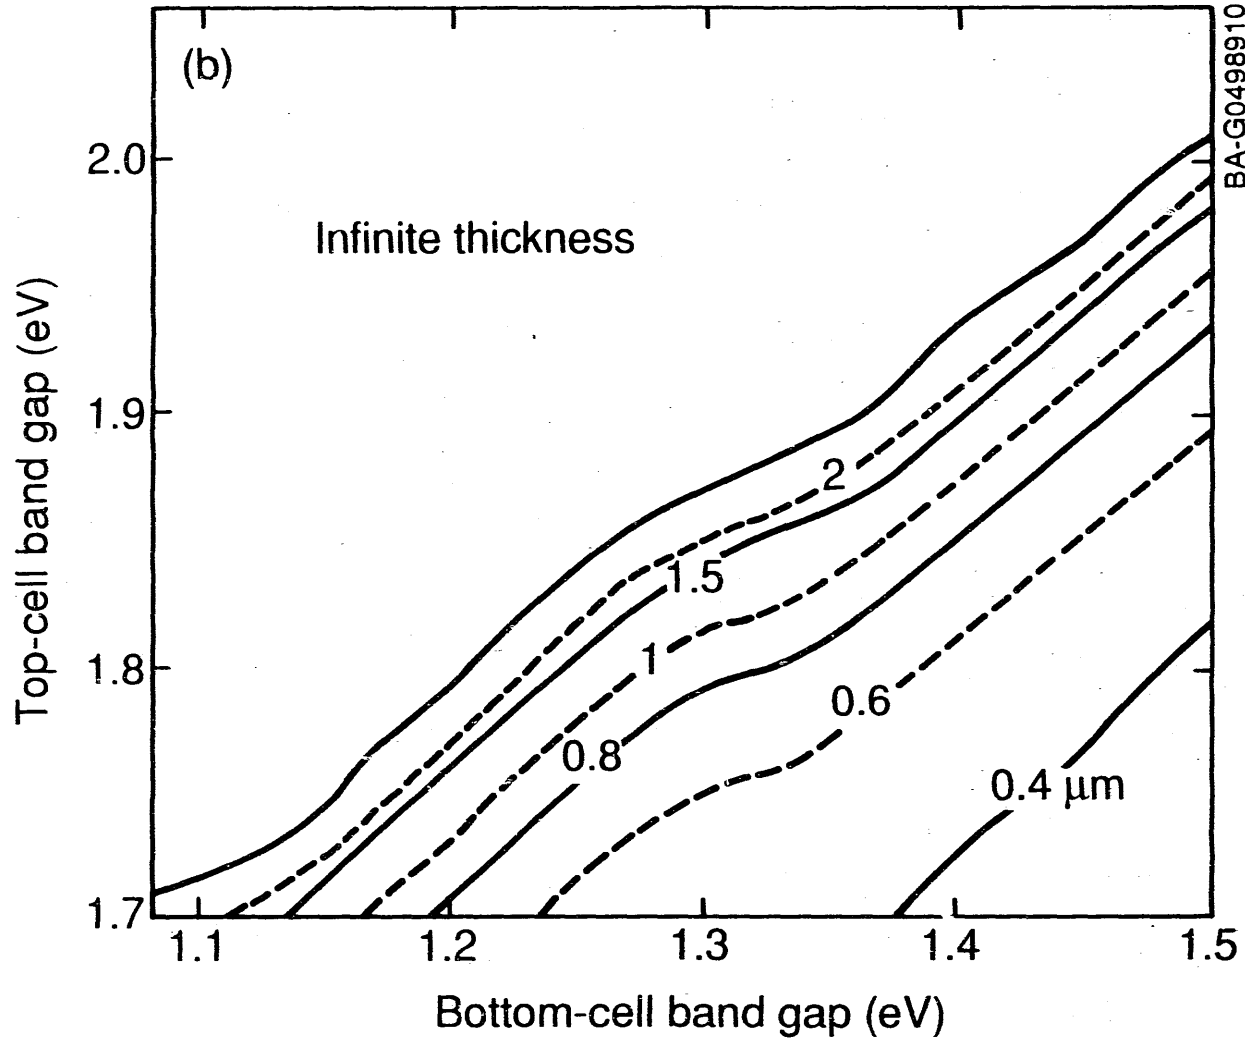 (b)
BA-G0498910
2.0
Infinite thickness
Top-cell band gap (eV)
1.9
2
1.5
1.8
1
0.6
0.8
0.4 μm
1.7
1.1
1.2
1.3
1.4
1.5
Bottom-cell band gap (eV)